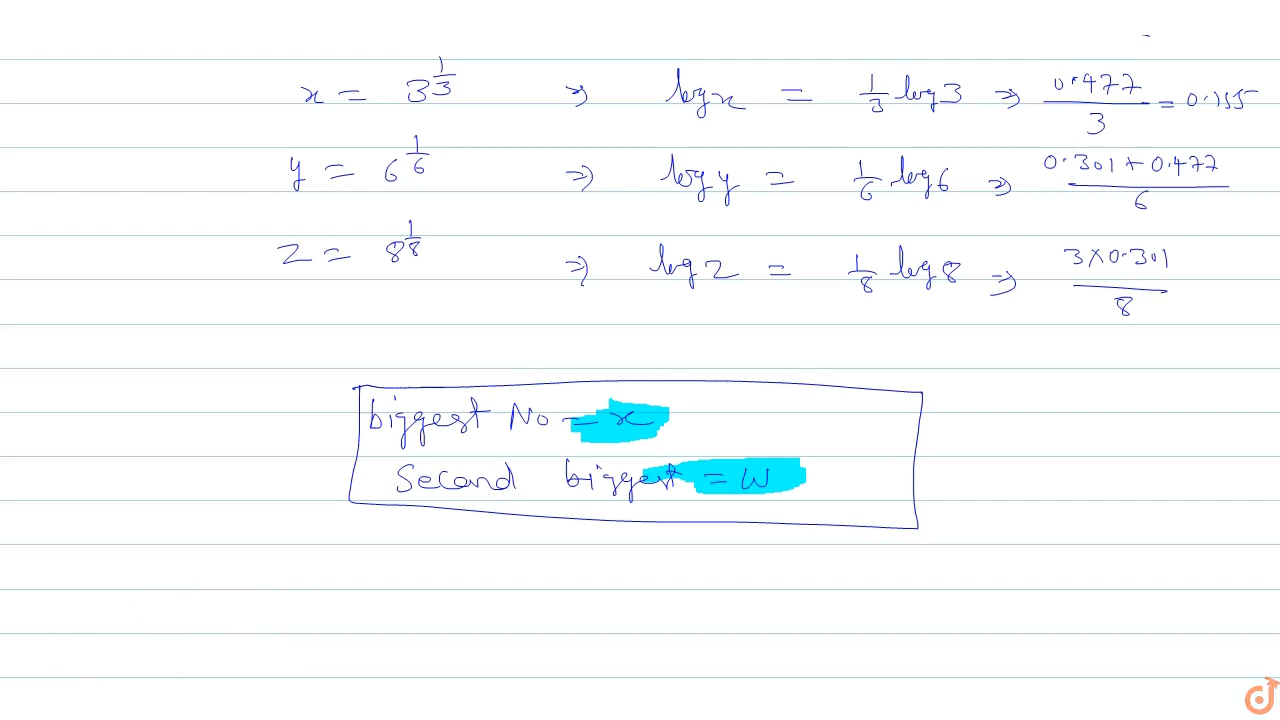 x = 3^(1/3) ⇒ log x = 1/3 log 3 ⇒ 0.477/3 = 0.155
y = 6^(1/6) ⇒ log y = 1/6 log 6 ⇒ (0.301+0.477)/6
z = 8^(1/8) ⇒ log z = 1/8 log 8 ⇒ (3×0.301)/8
biggest No = x
Second biggest = w